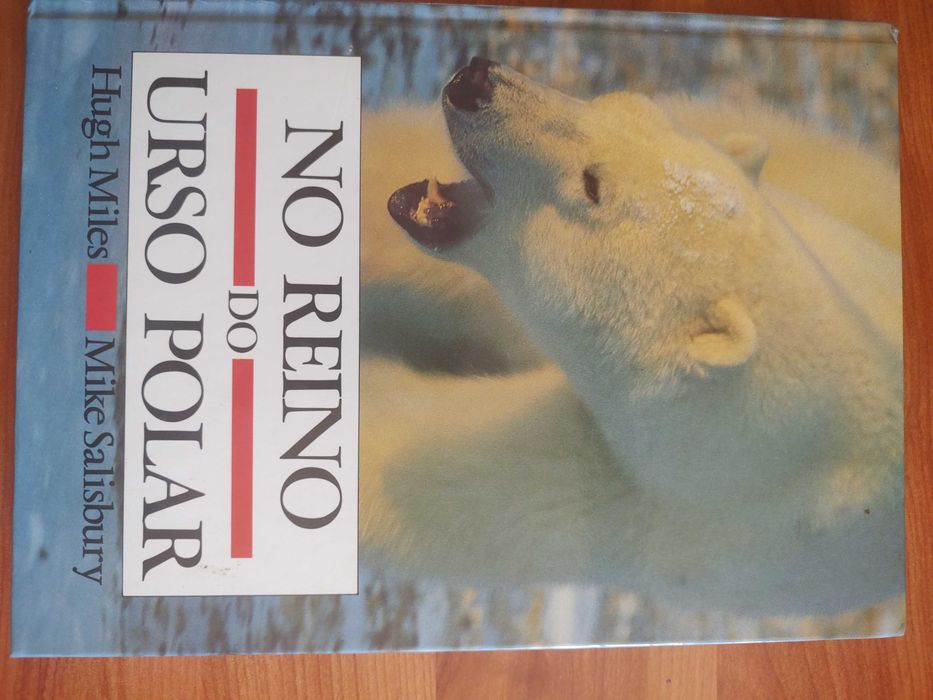 NO REINO
DO
URSO POLAR
Hugh Miles Mike Salisbury